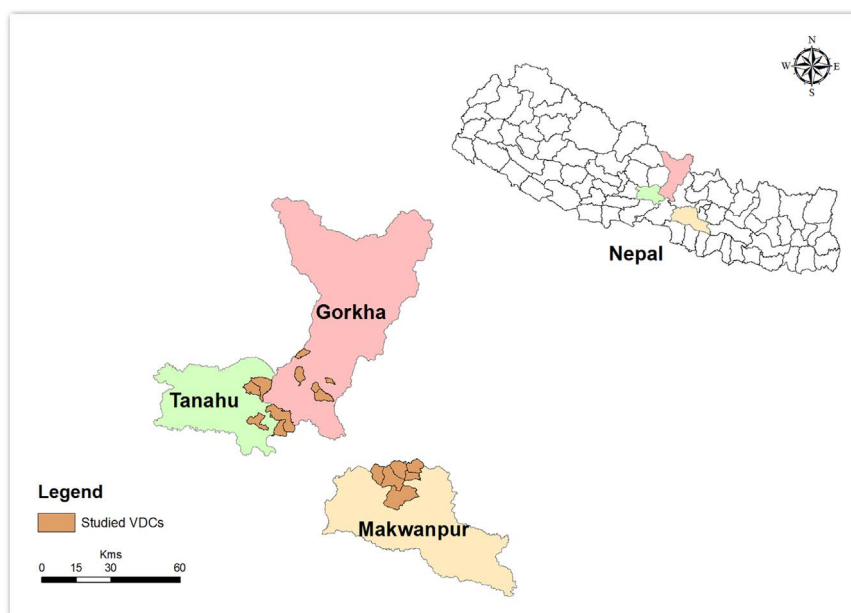 N
W E
S
Nepal
Gorkha
Tanahu
Makwanpur
Legend
Studied VDCs
Kms
0 15 30 60